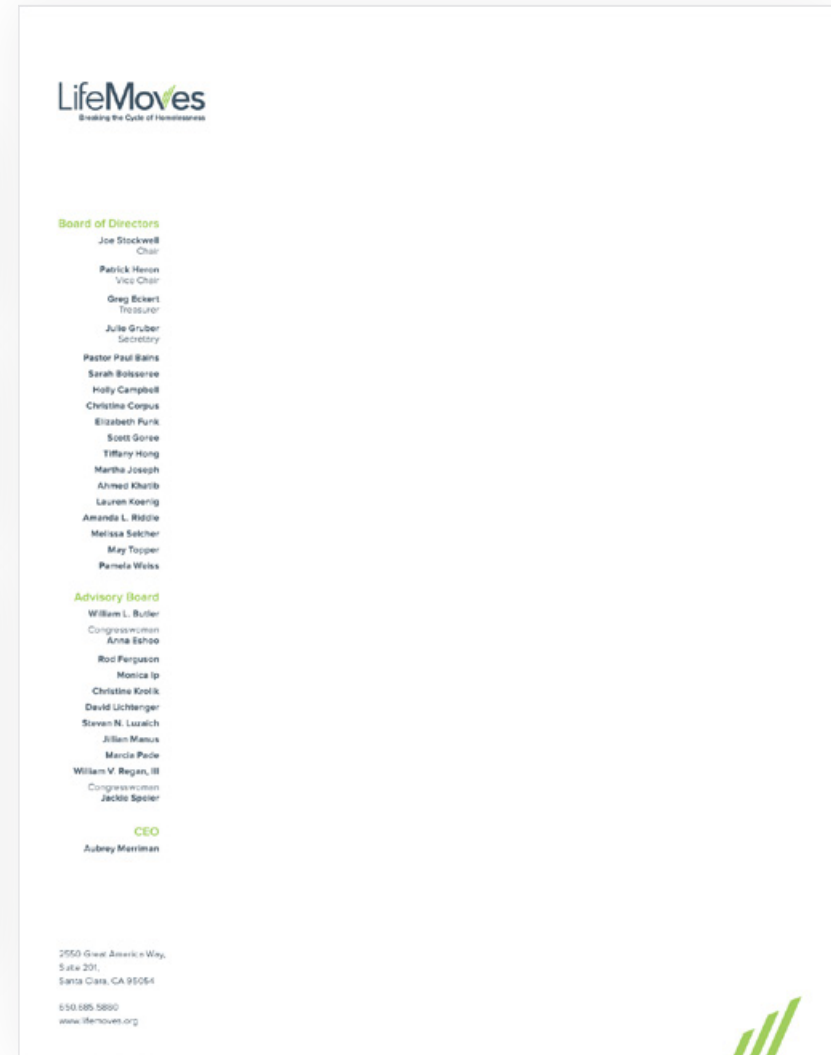 LifeMoves
Breaking the Cycle of Homelessness
Board of Directors
Joe Stockwell
Chair
Patrick Heron
Vice Chair
Greg Eckert
Treasurer
Julie Gruber
Secretary
Pastor Paul Bains
Sarah Boisseree
Holly Campbell
Christina Corpus
Elizabeth Funk
Scott Goree
Tiffany Hong
Martha Joseph
Ahmed Khatib
Lauren Koenig
Amanda L. Riddle
Melissa Selcher
May Topper
Pamela Weiss
Advisory Board
William L. Butler
Congresswoman
Anna Eshoo
Rod Ferguson
Monica Ip
Christine Krolik
David Lichtenger
Steven N. Luzaich
Jillian Manus
Marcia Pade
William V. Regan, III
Congresswoman
Jackie Speier
CEO
Aubrey Merriman
2550 Great America Way,
Suite 201,
Santa Clara, CA 95054
650.685.5880
www.lifemoves.org